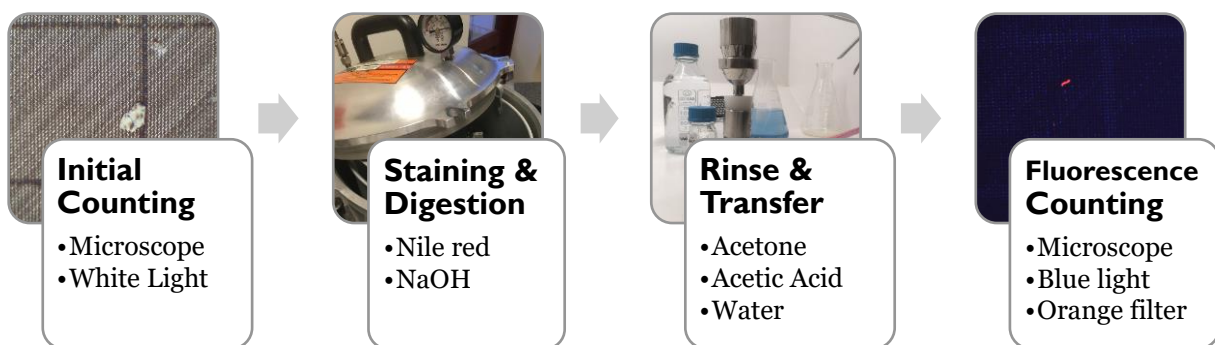 Initial
Counting
•Microscope
•White Light
Staining &
Digestion
•Nile red
•NaOH
Rinse &
Transfer
•Acetone
•Acetic Acid
•Water
Fluorescence
Counting
•Microscope
•Blue light
•Orange filter